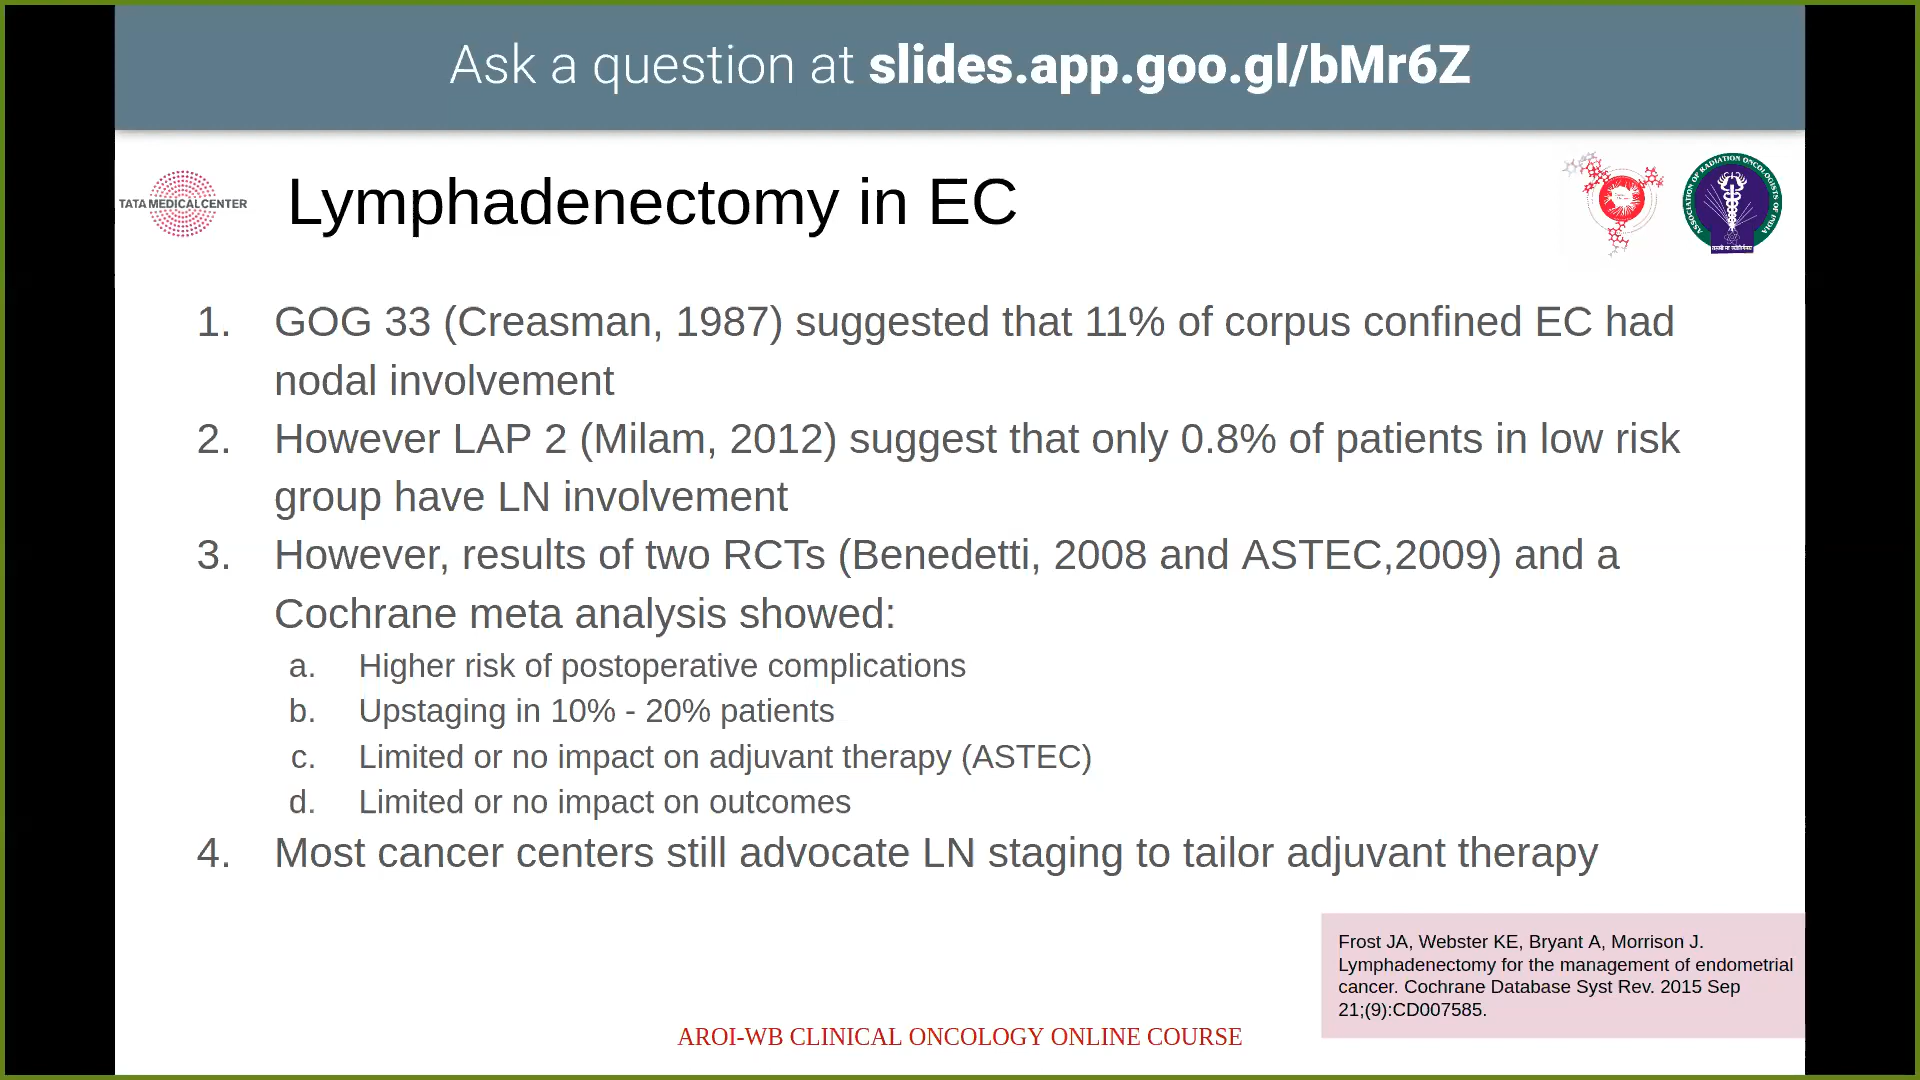 Ask a question at slides.app.goo.gl/bMr6Z
TATA MEDICAL CENTER
Lymphadenectomy in EC
ASSOCIATION OF RADIATION ONCOLOGISTS OF INDIA
1. GOG 33 (Creasman, 1987) suggested that 11% of corpus confined EC had
nodal involvement
2. However LAP 2 (Milam, 2012) suggest that only 0.8% of patients in low risk
group have LN involvement
3. However, results of two RCTs (Benedetti, 2008 and ASTEC,2009) and a
Cochrane meta analysis showed:
a. Higher risk of postoperative complications
b. Upstaging in 10% - 20% patients
c. Limited or no impact on adjuvant therapy (ASTEC)
d. Limited or no impact on outcomes
4. Most cancer centers still advocate LN staging to tailor adjuvant therapy
Frost JA, Webster KE, Bryant A, Morrison J.
Lymphadenectomy for the management of endometrial
cancer. Cochrane Database Syst Rev. 2015 Sep
21;(9):CD007585.
AROI-WB CLINICAL ONCOLOGY ONLINE COURSE